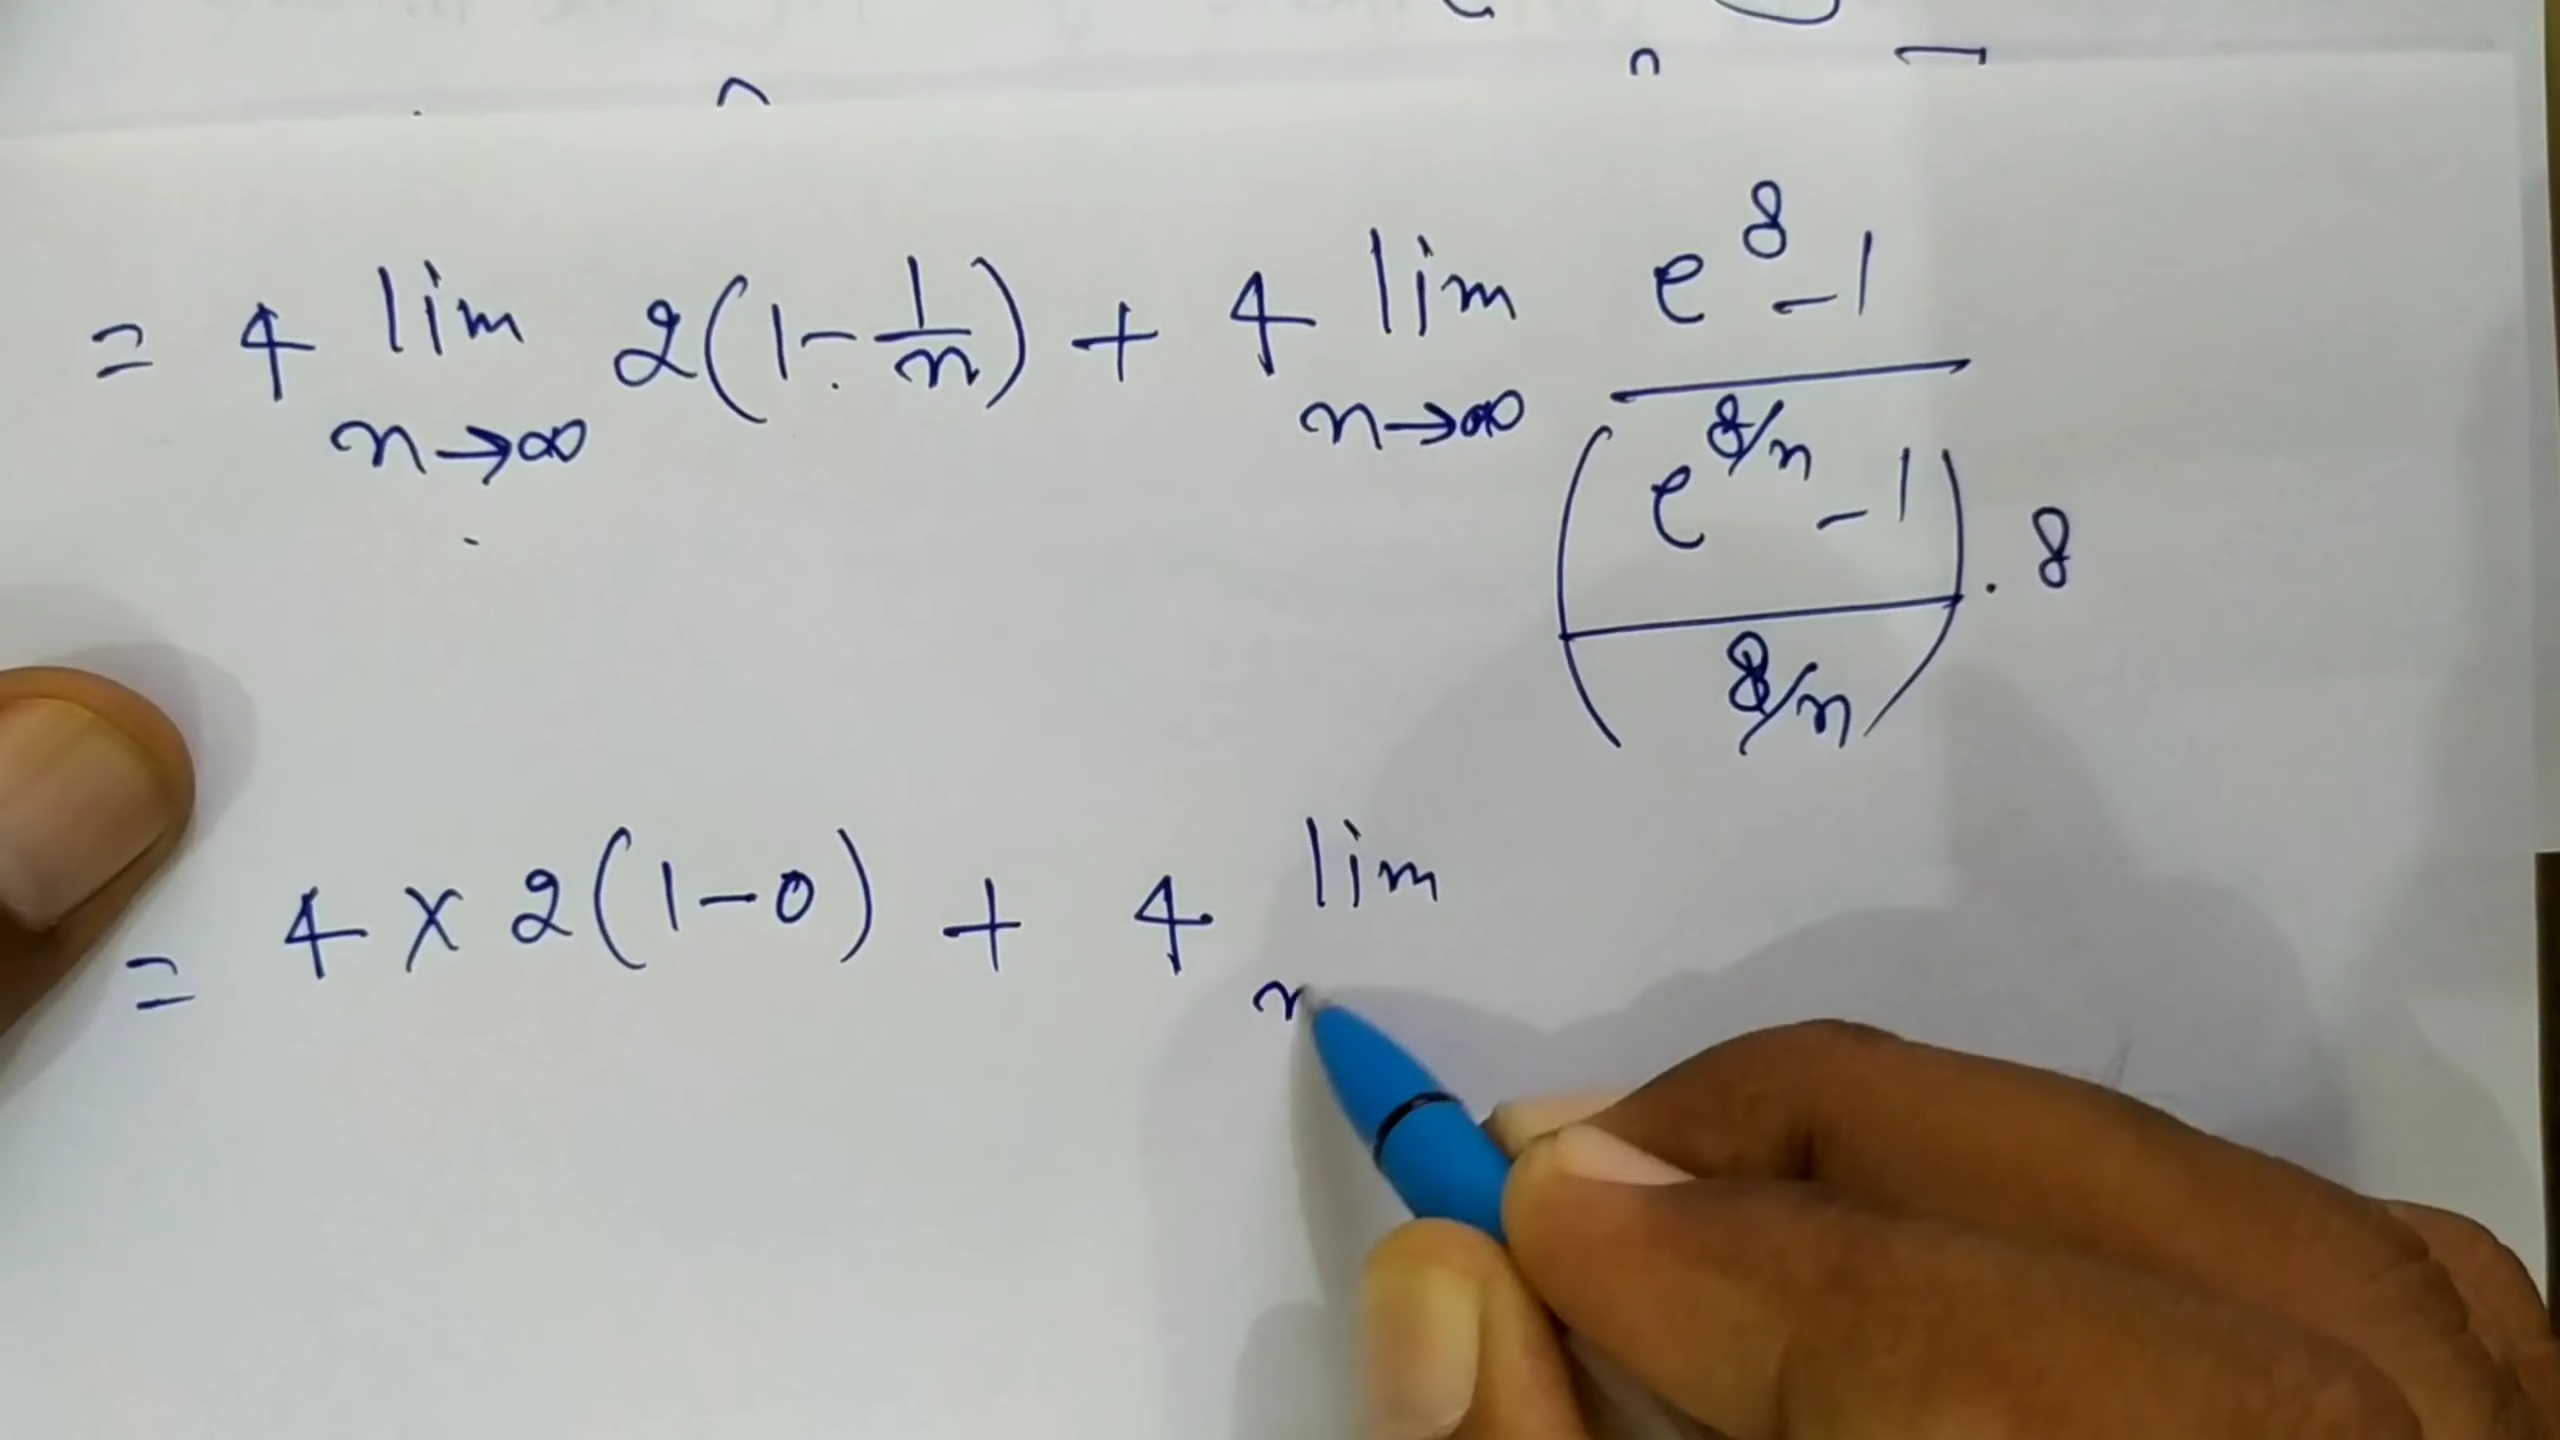 = 4 lim n→∞ 2(1-1/n) + 4 lim n→∞ (e^8 - 1)/(((e^(8/n) - 1)/(8/n)) . 8)
= 4 × 2(1-0) + 4 . lim n